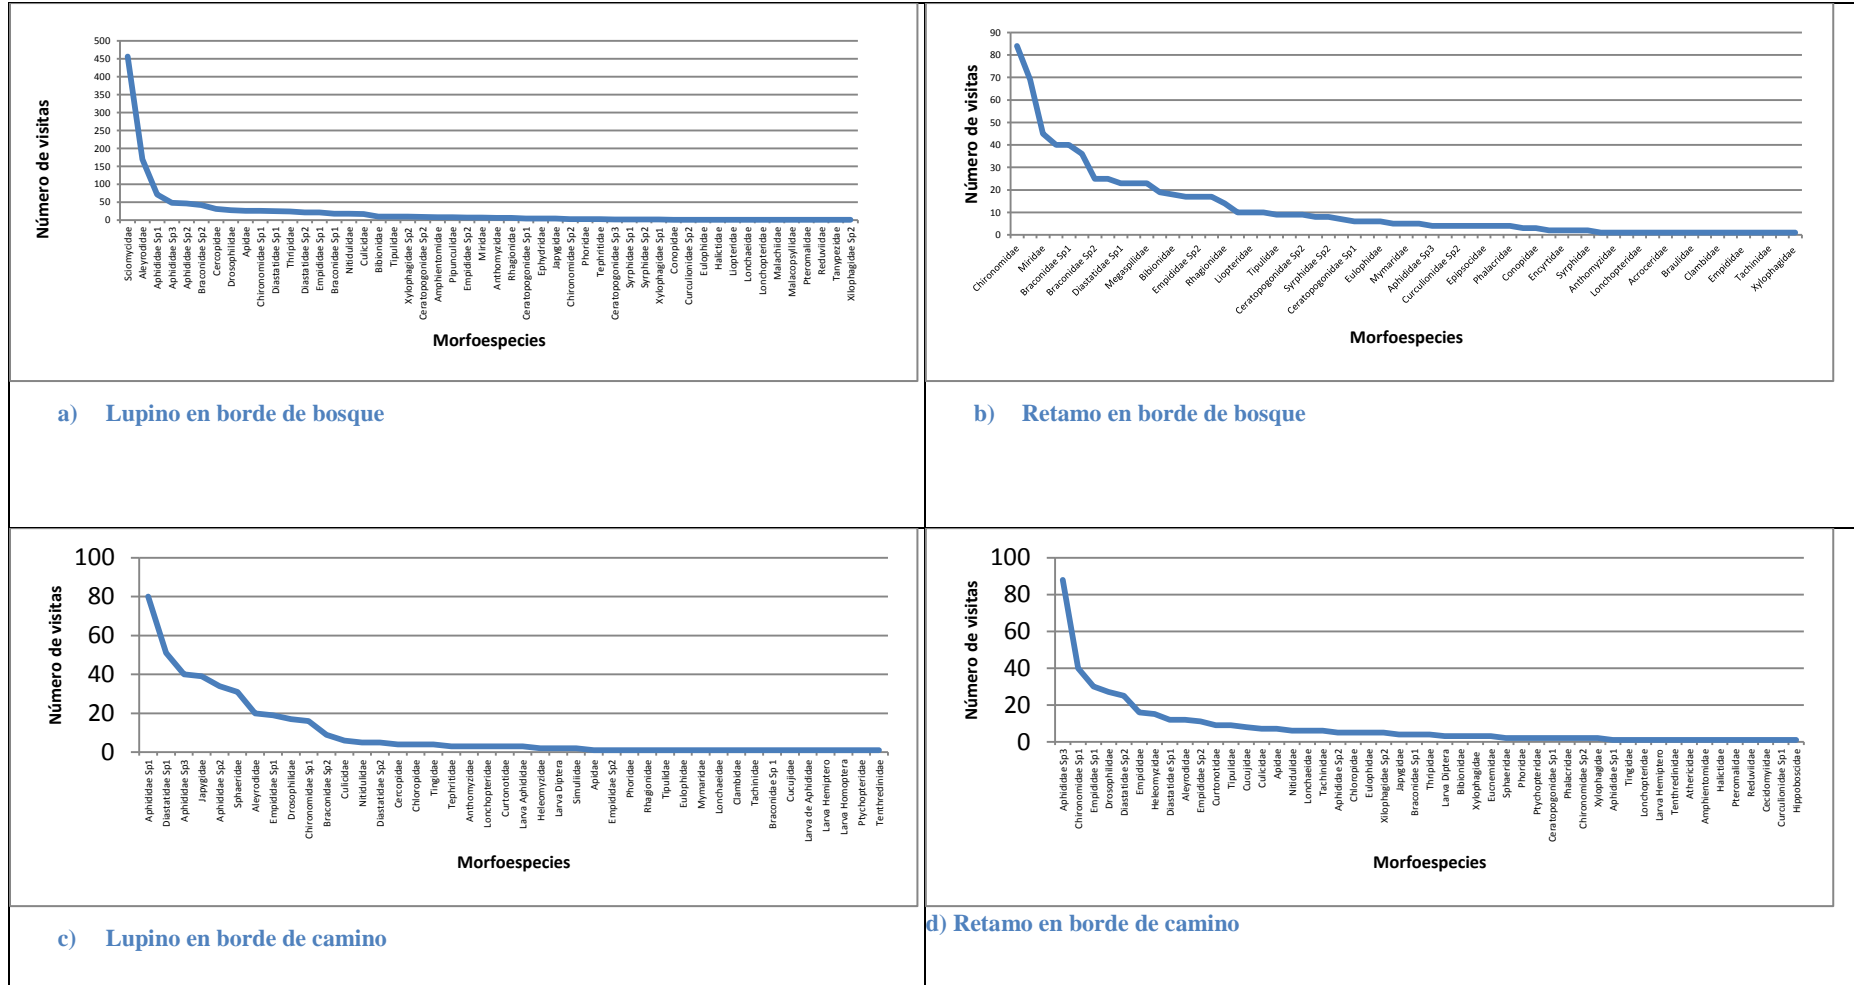 500
450
400
350
300
250
200
150
100
50
0
Número de visitas
Sciomycidae
Aleyrodidae
Aphididae Sp1
Aphididae Sp3
Aphididae Sp2
Braconidae Sp2
Cercopidae
Drosophilidae
Apidae
Chironomidae Sp1
Diastatidae Sp1
Thripidae
Diastatidae Sp2
Empididae Sp1
Braconidae Sp1
Nitidulidae
Culicidae
Bibionidae
Tipulidae
Xylophagidae Sp2
Ceratopogonidae Sp2
Amphientomidae
Pipunculidae
Empididae Sp2
Miridae
Anthomyzidae
Rhagionidae
Ceratopogonidae Sp1
Ephydridae
Japygidae
Chironomidae Sp2
Phoridae
Tephritidae
Ceratopogonidae Sp3
Syrphidae Sp1
Syrphidae Sp2
Xylophagidae Sp1
Conopidae
Curculionidae Sp2
Eulophidae
Halictidae
Liopteridae
Lonchaeidae
Lonchopteridae
Malachiidae
Malacopsyllidae
Pteromalidae
Reduviidae
Tanypezidae
Xilophagidae Sp2
Morfoespecies
a) Lupino en borde de bosque
90
80
70
60
50
40
30
20
10
0
Número de visitas
Chironomidae
Miridae
Braconidae Sp1
Braconidae Sp2
Diastatidae Sp1
Megaspilidae
Bibionidae
Empididae Sp2
Rhagionidae
Liopteridae
Tipulidae
Ceratopogonidae Sp2
Syrphidae Sp2
Ceratopogonidae Sp1
Eulophidae
Mymaridae
Aphididae Sp3
Curculionidae Sp2
Epipsocidae
Phalacridae
Conopidae
Encyrtidae
Syrphidae
Anthomyzidae
Lonchopteridae
Acroceridae
Braulidae
Clambidae
Empididae
Tachinidae
Xylophagidae
Morfoespecies
b) Retamo en borde de bosque
100
80
60
40
20
0
Número de visitas
Aphididae Sp1
Diastatidae Sp1
Aphididae Sp3
Japygidae
Aphididae Sp2
Sphaeridae
Aleyrodidae
Empididae Sp1
Drosophilidae
Chironomidae Sp1
Braconidae Sp2
Culicidae
Nitidulidae
Diastatidae Sp2
Cercopidae
Chloropidae
Tingidae
Tephritidae
Anthomyzidae
Lonchopteridae
Curtonotidae
Larva Aphididae
Heleomyzidae
Larva Diptera
Simuliidae
Apidae
Empididae Sp2
Phoridae
Rhagionidae
Tipulidae
Eulophidae
Mymaridae
Lonchaeidae
Clambidae
Tachinidae
Braconidae Sp 1
Cucujidae
Larva de Aphididae
Larva Hemiptero
Larva Homoptera
Ptychopteridae
Tenthredinidae
Morfoespecies
c) Lupino en borde de camino
100
80
60
40
20
0
Número de visitas
Aphididae Sp3
Chironomidae Sp1
Empididae Sp1
Drosophilidae
Diastatidae Sp2
Empididae
Heleomyzidae
Diastatidae Sp1
Aleyrodidae
Empididae Sp2
Curtonotidae
Tipulidae
Cucujidae
Culicidae
Apidae
Nitidulidae
Lonchaeidae
Tachinidae
Aphididae Sp2
Chloropidae
Eulophidae
Xilophagidae Sp2
Japygidae
Braconidae Sp1
Thripidae
Larva Diptera
Bibionidae
Xylophagidae
Eucnemidae
Sphaeridae
Phoridae
Ptychopteridae
Ceratopogonidae Sp1
Phalacridae
Chironomidae Sp2
Xylophagidae
Aphididae Sp1
Tingidae
Lonchopteridae
Larva Hemiptero
Tenthredinidae
Athericidae
Amphientomidae
Halictidae
Pteromalidae
Reduviidae
Cecidomyiidae
Curculionidae Sp1
Hippoboscidae
Morfoespecies
d) Retamo en borde de camino